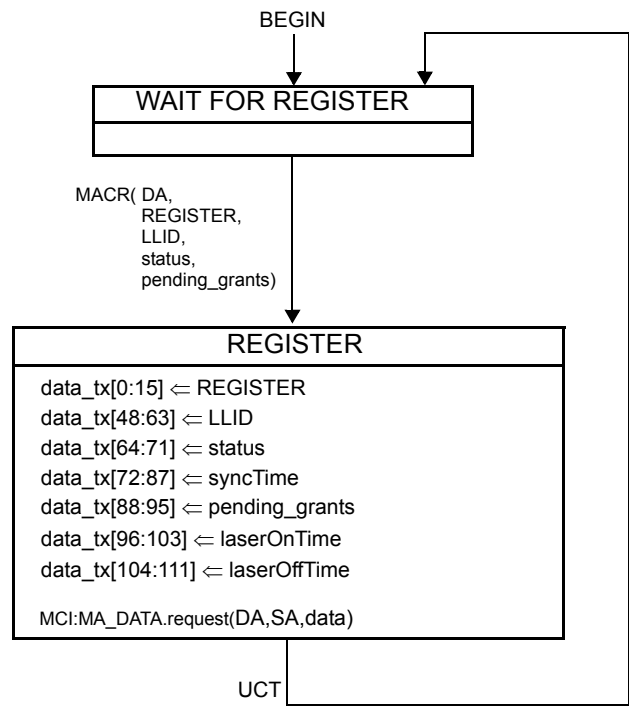 BEGIN
WAIT FOR REGISTER
MACR( DA,
REGISTER,
LLID,
status,
pending_grants)
REGISTER
data_tx[0:15] ⇐ REGISTER
data_tx[48:63] ⇐ LLID
data_tx[64:71] ⇐ status
data_tx[72:87] ⇐ syncTime
data_tx[88:95] ⇐ pending_grants
data_tx[96:103] ⇐ laserOnTime
data_tx[104:111] ⇐ laserOffTime
MCI:MA_DATA.request(DA,SA,data)
UCT